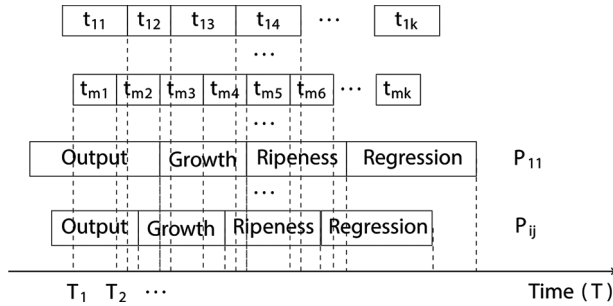 t11 t12 t13 t14 ... t1k
...
tm1 tm2 tm3 tm4 tm5 tm6 ... tmk
...
Output Growth Ripeness Regression P11
...
Output Growth Ripeness Regression Pij
T1 T2 ... Time (T)